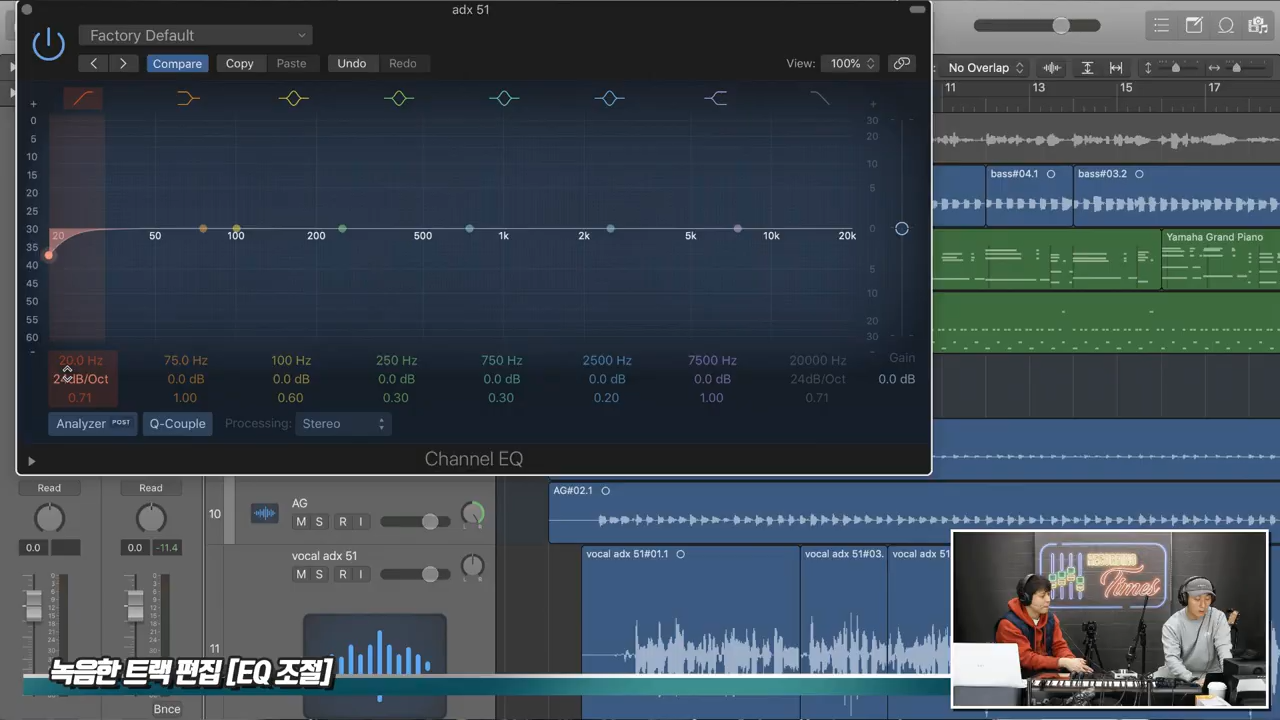 adx 51
Factory Default
Compare
Copy
Paste
Undo
Redo
View:
100%
No Overlap
11
13
15
17
+
+
0
5
10
15
20
25
30
35
40
45
50
55
60
-
20
50
100
200
500
1k
2k
5k
10k
20k
30
20
10
5
0
5
10
20
30
-
20.0 Hz
75.0 Hz
100 Hz
250 Hz
750 Hz
2500 Hz
7500 Hz
20000 Hz
Gain
24dB/Oct
0.0 dB
0.0 dB
0.0 dB
0.0 dB
0.0 dB
0.0 dB
24dB/Oct
0.0 dB
0.71
1.00
0.60
0.30
0.30
0.20
1.00
0.71
Analyzer POST
Q-Couple
Processing:
Stereo
Channel EQ
bass#04.1
bass#03.2
Yamaha Grand Piano
Read
Read
0.0
0.0
-11.4
10
AG
M S R I
AG#02.1
vocal adx 51
M S R I
vocal adx 51#01.1
vocal adx 51#03.
vocal adx 51
11
Bnce
RECORDING
Times
녹음한 트랙 편집 [EQ 조절]